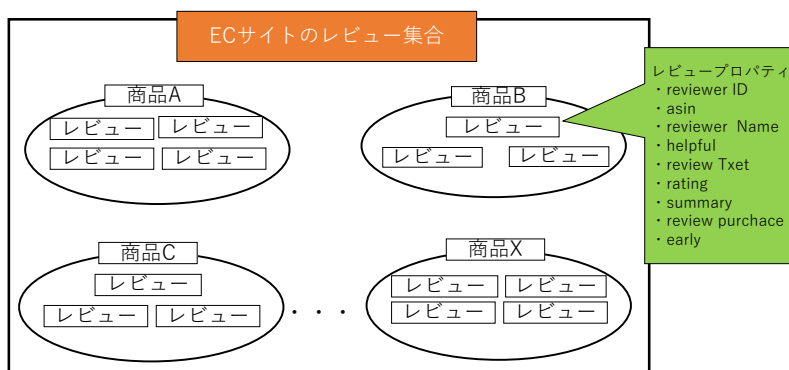 ECサイトのレビュー集合
商品A
レビュー レビュー
レビュー レビュー
商品B
レビュー
レビュー レビュー
レビュープロパティ
・reviewer ID
・asin
・reviewer Name
・helpful
・review Txet
・rating
・summary
・review purchace
・early
商品C
レビュー
レビュー レビュー
・・・
商品X
レビュー レビュー
レビュー レビュー